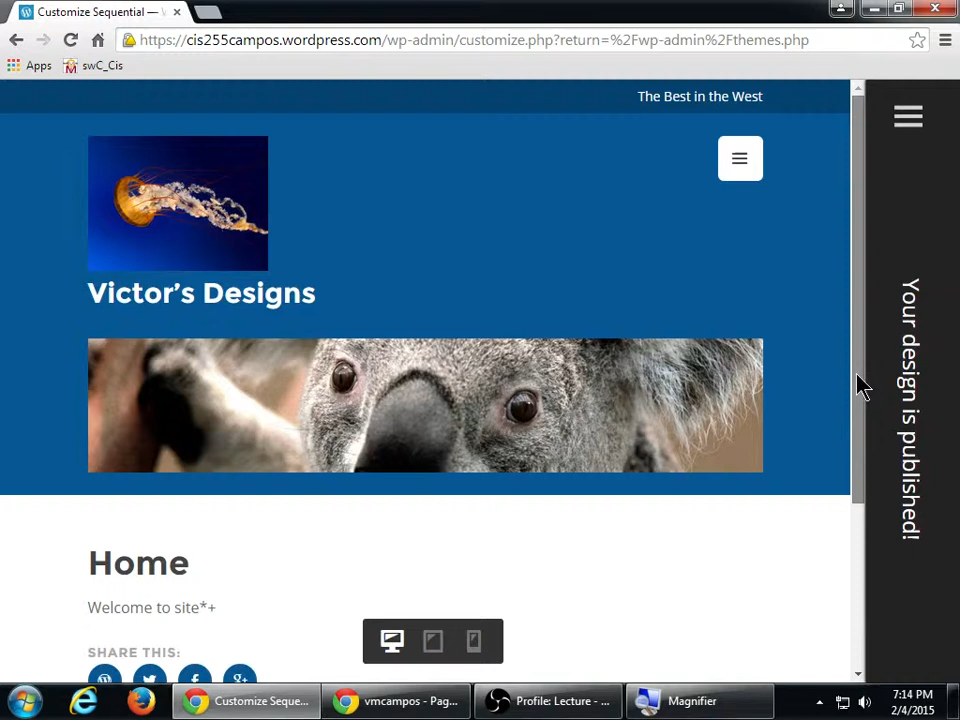 Customize Sequential —
https://cis255campos.wordpress.com/wp-admin/customize.php?return=%2Fwp-admin%2Fthemes.php
Apps
swC_Cis
The Best in the West
Victor's Designs
Your design is published!
Home
Welcome to site*+
SHARE THIS:
Customize Seque...
vmcampos - Pag...
Profile: Lecture - ...
Magnifier
7:14 PM
2/4/2015